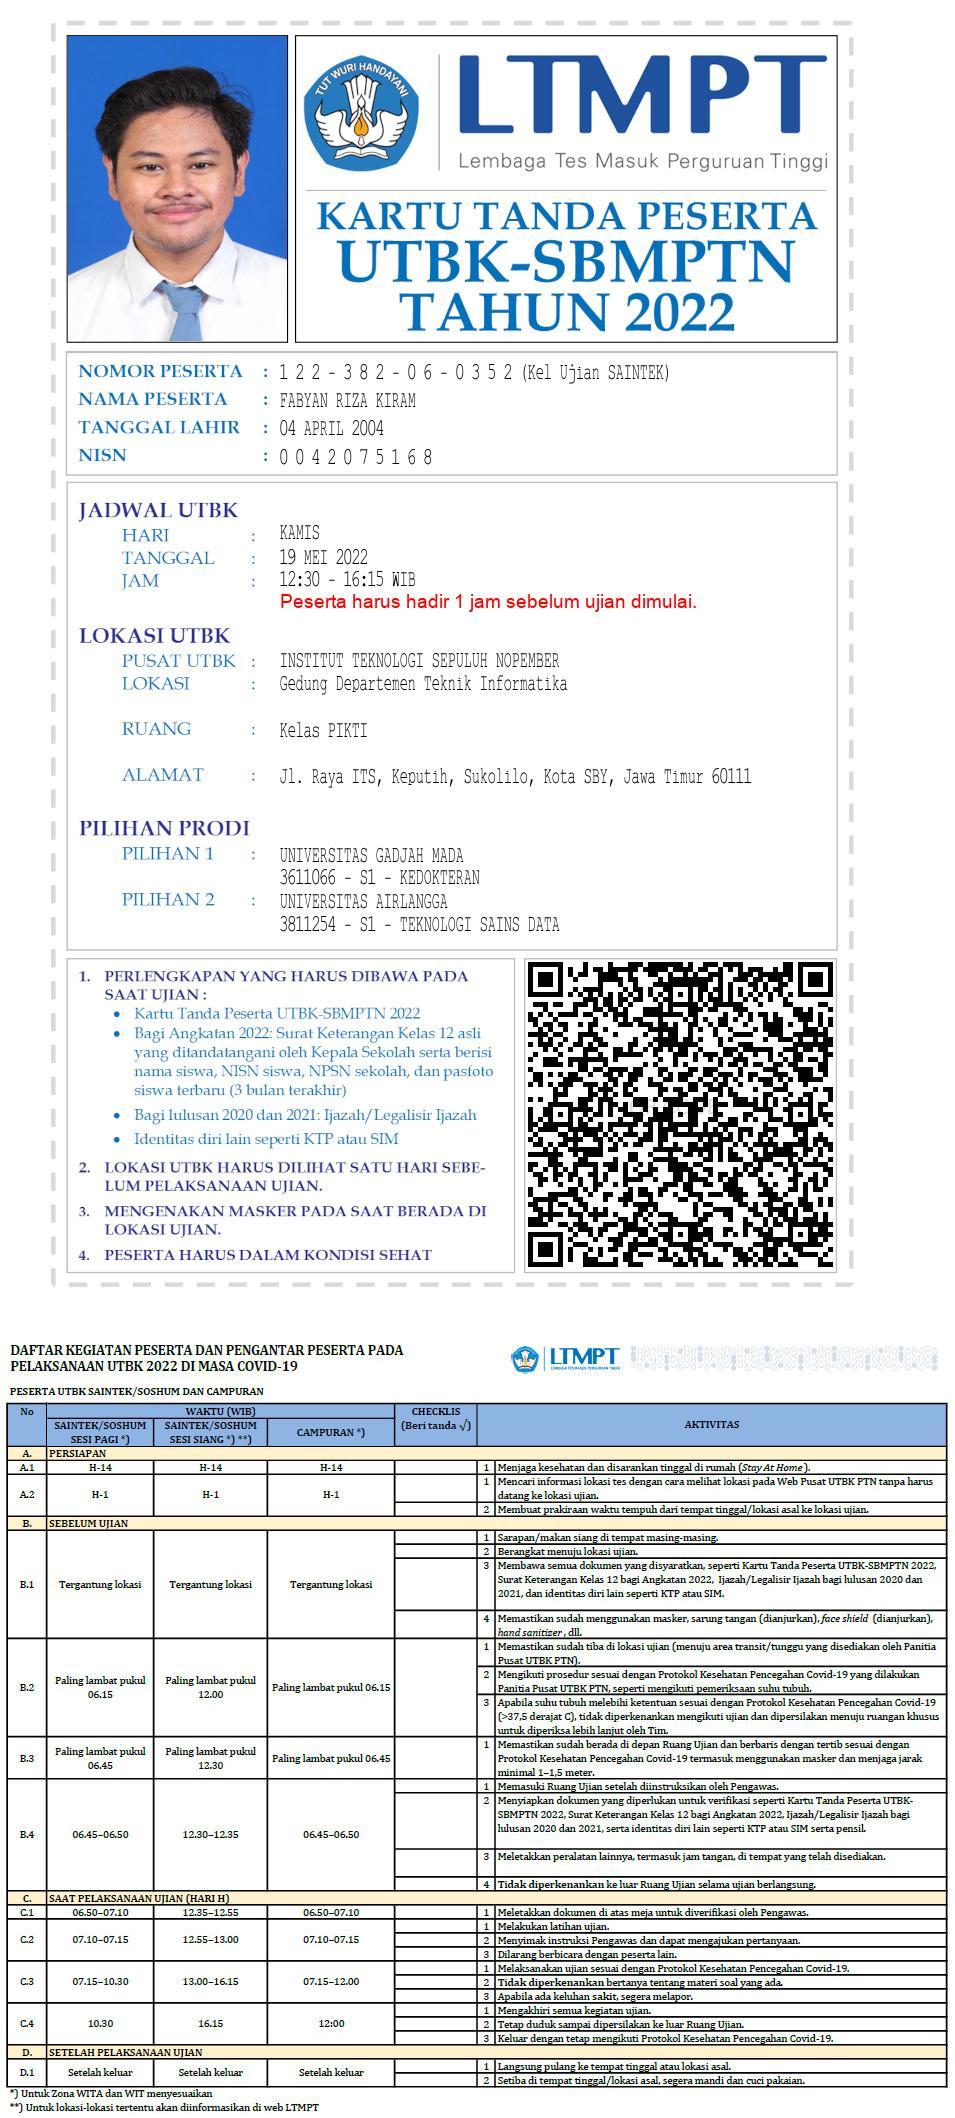 TUT WURI HANDAYANI
LTMPT
Lembaga Tes Masuk Perguruan Tinggi
KARTU TANDA PESERTA
UTBK-SBMPTN
TAHUN 2022
NOMOR PESERTA : 1 2 2 - 3 8 2 - 0 6 - 0 3 5 2 (Kel Ujian SAINTEK)
NAMA PESERTA : FABYAN RIZA KIRAM
TANGGAL LAHIR : 04 APRIL 2004
NISN : 0 0 4 2 0 7 5 1 6 8
JADWAL UTBK
HARI : KAMIS
TANGGAL : 19 MEI 2022
JAM : 12:30 - 16:15 WIB
Peserta harus hadir 1 jam sebelum ujian dimulai.
LOKASI UTBK
PUSAT UTBK : INSTITUT TEKNOLOGI SEPULUH NOPEMBER
LOKASI : Gedung Departemen Teknik Informatika
RUANG : Kelas PIKTI
ALAMAT : Jl. Raya ITS, Keputih, Sukolilo, Kota SBY, Jawa Timur 60111
PILIHAN PRODI
PILIHAN 1 : UNIVERSITAS GADJAH MADA
3611066 - S1 - KEDOKTERAN
PILIHAN 2 : UNIVERSITAS AIRLANGGA
3811254 - S1 - TEKNOLOGI SAINS DATA
1. PERLENGKAPAN YANG HARUS DIBAWA PADA
SAAT UJIAN :
• Kartu Tanda Peserta UTBK-SBMPTN 2022
• Bagi Angkatan 2022: Surat Keterangan Kelas 12 asli
yang ditandatangani oleh Kepala Sekolah serta berisi
nama siswa, NISN siswa, NPSN sekolah, dan pasfoto
siswa terbaru (3 bulan terakhir)
• Bagi lulusan 2020 dan 2021: Ijazah/Legalisir Ijazah
• Identitas diri lain seperti KTP atau SIM
2. LOKASI UTBK HARUS DILIHAT SATU HARI SEBE-
LUM PELAKSANAAN UJIAN.
3. MENGENAKAN MASKER PADA SAAT BERADA DI
LOKASI UJIAN.
4. PESERTA HARUS DALAM KONDISI SEHAT
DAFTAR KEGIATAN PESERTA DAN PENGANTAR PESERTA PADA
PELAKSANAAN UTBK 2022 DI MASA COVID-19
LTMPT
LEMBAGA TES MASUK PERGURUAN TINGGI
PESERTA UTBK SAINTEK/SOSHUM DAN CAMPURAN
No WAKTU (WIB) CHECKLIS (Beri tanda √) AKTIVITAS
SAINTEK/SOSHUM SESI PAGI *) SAINTEK/SOSHUM SESI SIANG *) **) CAMPURAN *)
A. PERSIAPAN
A.1 H-14 H-14 H-14 1 Menjaga kesehatan dan disarankan tinggal di rumah (Stay At Home).
A.2 H-1 H-1 H-1 1 Mencari informasi lokasi tes dengan cara melihat lokasi pada Web Pusat UTBK PTN tanpa harus
datang ke lokasi ujian.
2 Membuat prakiraan waktu tempuh dari tempat tinggal/lokasi asal ke lokasi ujian.
B. SEBELUM UJIAN
B.1 Tergantung lokasi Tergantung lokasi Tergantung lokasi 1 Sarapan/makan siang di tempat masing-masing.
2 Berangkat menuju lokasi ujian.
3 Membawa semua dokumen yang disyaratkan, seperti Kartu Tanda Peserta UTBK-SBMPTN 2022,
Surat Keterangan Kelas 12 bagi Angkatan 2022, Ijazah/Legalisir Ijazah bagi lulusan 2020 dan
2021, dan identitas diri lain seperti KTP atau SIM.
4 Memastikan sudah menggunakan masker, sarung tangan (dianjurkan), face shield (dianjurkan),
hand sanitizer, dll.
B.2 Paling lambat pukul 06.15 Paling lambat pukul 12.00 Paling lambat pukul 06.15 1 Memastikan sudah tiba di lokasi ujian (menuju area transit/tunggu yang disediakan oleh Panitia
Pusat UTBK PTN).
2 Mengikuti prosedur sesuai dengan Protokol Kesehatan Pencegahan Covid-19 yang dilakukan
Panitia Pusat UTBK PTN, seperti mengikuti pemeriksaan suhu tubuh.
3 Apabila suhu tubuh melebihi ketentuan sesuai dengan Protokol Kesehatan Pencegahan Covid-19
(>37,5 derajat C), tidak diperkenankan mengikuti ujian dan dipersilakan menuju ruangan khusus
untuk diperiksa lebih lanjut oleh Tim.
B.3 Paling lambat pukul 06.45 Paling lambat pukul 12.30 Paling lambat pukul 06.45 1 Memastikan sudah berada di depan Ruang Ujian dan berbaris dengan tertib sesuai dengan
Protokol Kesehatan Pencegahan Covid-19 termasuk menggunakan masker dan menjaga jarak
minimal 1–1,5 meter.
B.4 06.45–06.50 12.30–12.35 06.45–06.50 1 Memasuki Ruang Ujian setelah diinstruksikan oleh Pengawas.
2 Menyiapkan dokumen yang diperlukan untuk verifikasi seperti Kartu Tanda Peserta UTBK-
SBMPTN 2022, Surat Keterangan Kelas 12 bagi Angkatan 2022, Ijazah/Legalisir Ijazah bagi
lulusan 2020 dan 2021, serta identitas diri lain seperti KTP atau SIM serta pensil.
3 Meletakkan peralatan lainnya, termasuk jam tangan, di tempat yang telah disediakan.
4 Tidak diperkenankan ke luar Ruang Ujian selama ujian berlangsung.
C. SAAT PELAKSANAAN UJIAN (HARI H)
C.1 06.50–07.10 12.35–12.55 06.50–07.10 1 Meletakkan dokumen di atas meja untuk diverifikasi oleh Pengawas.
C.2 07.10–07.15 12.55–13.00 07.10–07.15 1 Melakukan latihan ujian.
2 Menyimak instruksi Pengawas dan dapat mengajukan pertanyaan.
3 Dilarang berbicara dengan peserta lain.
C.3 07.15–10.30 13.00–16.15 07.15–12.00 1 Melaksanakan ujian sesuai dengan Protokol Kesehatan Pencegahan Covid-19.
2 Tidak diperkenankan bertanya tentang materi soal yang ada.
3 Apabila ada keluhan sakit, segera melapor.
C.4 10.30 16.15 12:00 1 Mengakhiri semua kegiatan ujian.
2 Tetap duduk sampai dipersilakan ke luar Ruang Ujian.
3 Keluar dengan tetap mengikuti Protokol Kesehatan Pencegahan Covid-19.
D. SETELAH PELAKSANAAN UJIAN
D.1 Setelah keluar Setelah keluar Setelah keluar 1 Langsung pulang ke tempat tinggal atau lokasi asal.
2 Setiba di tempat tinggal/lokasi asal, segera mandi dan cuci pakaian.
*) Untuk Zona WITA dan WIT menyesuaikan
**) Untuk lokasi-lokasi tertentu akan diinformasikan di web LTMPT